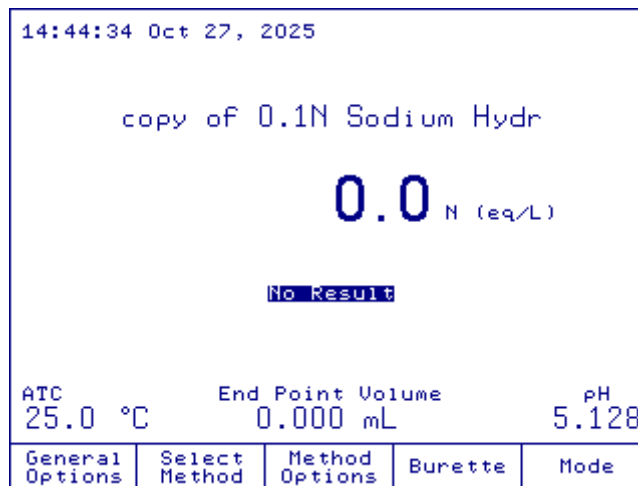 14:44:34 Oct 27, 2025
copy of 0.1N Sodium Hydr
0.0 N (eq/L)
No Result
ATC End Point Volume pH
25.0 °C 0.000 mL 5.128
General Options Select Method Method Options Burette Mode